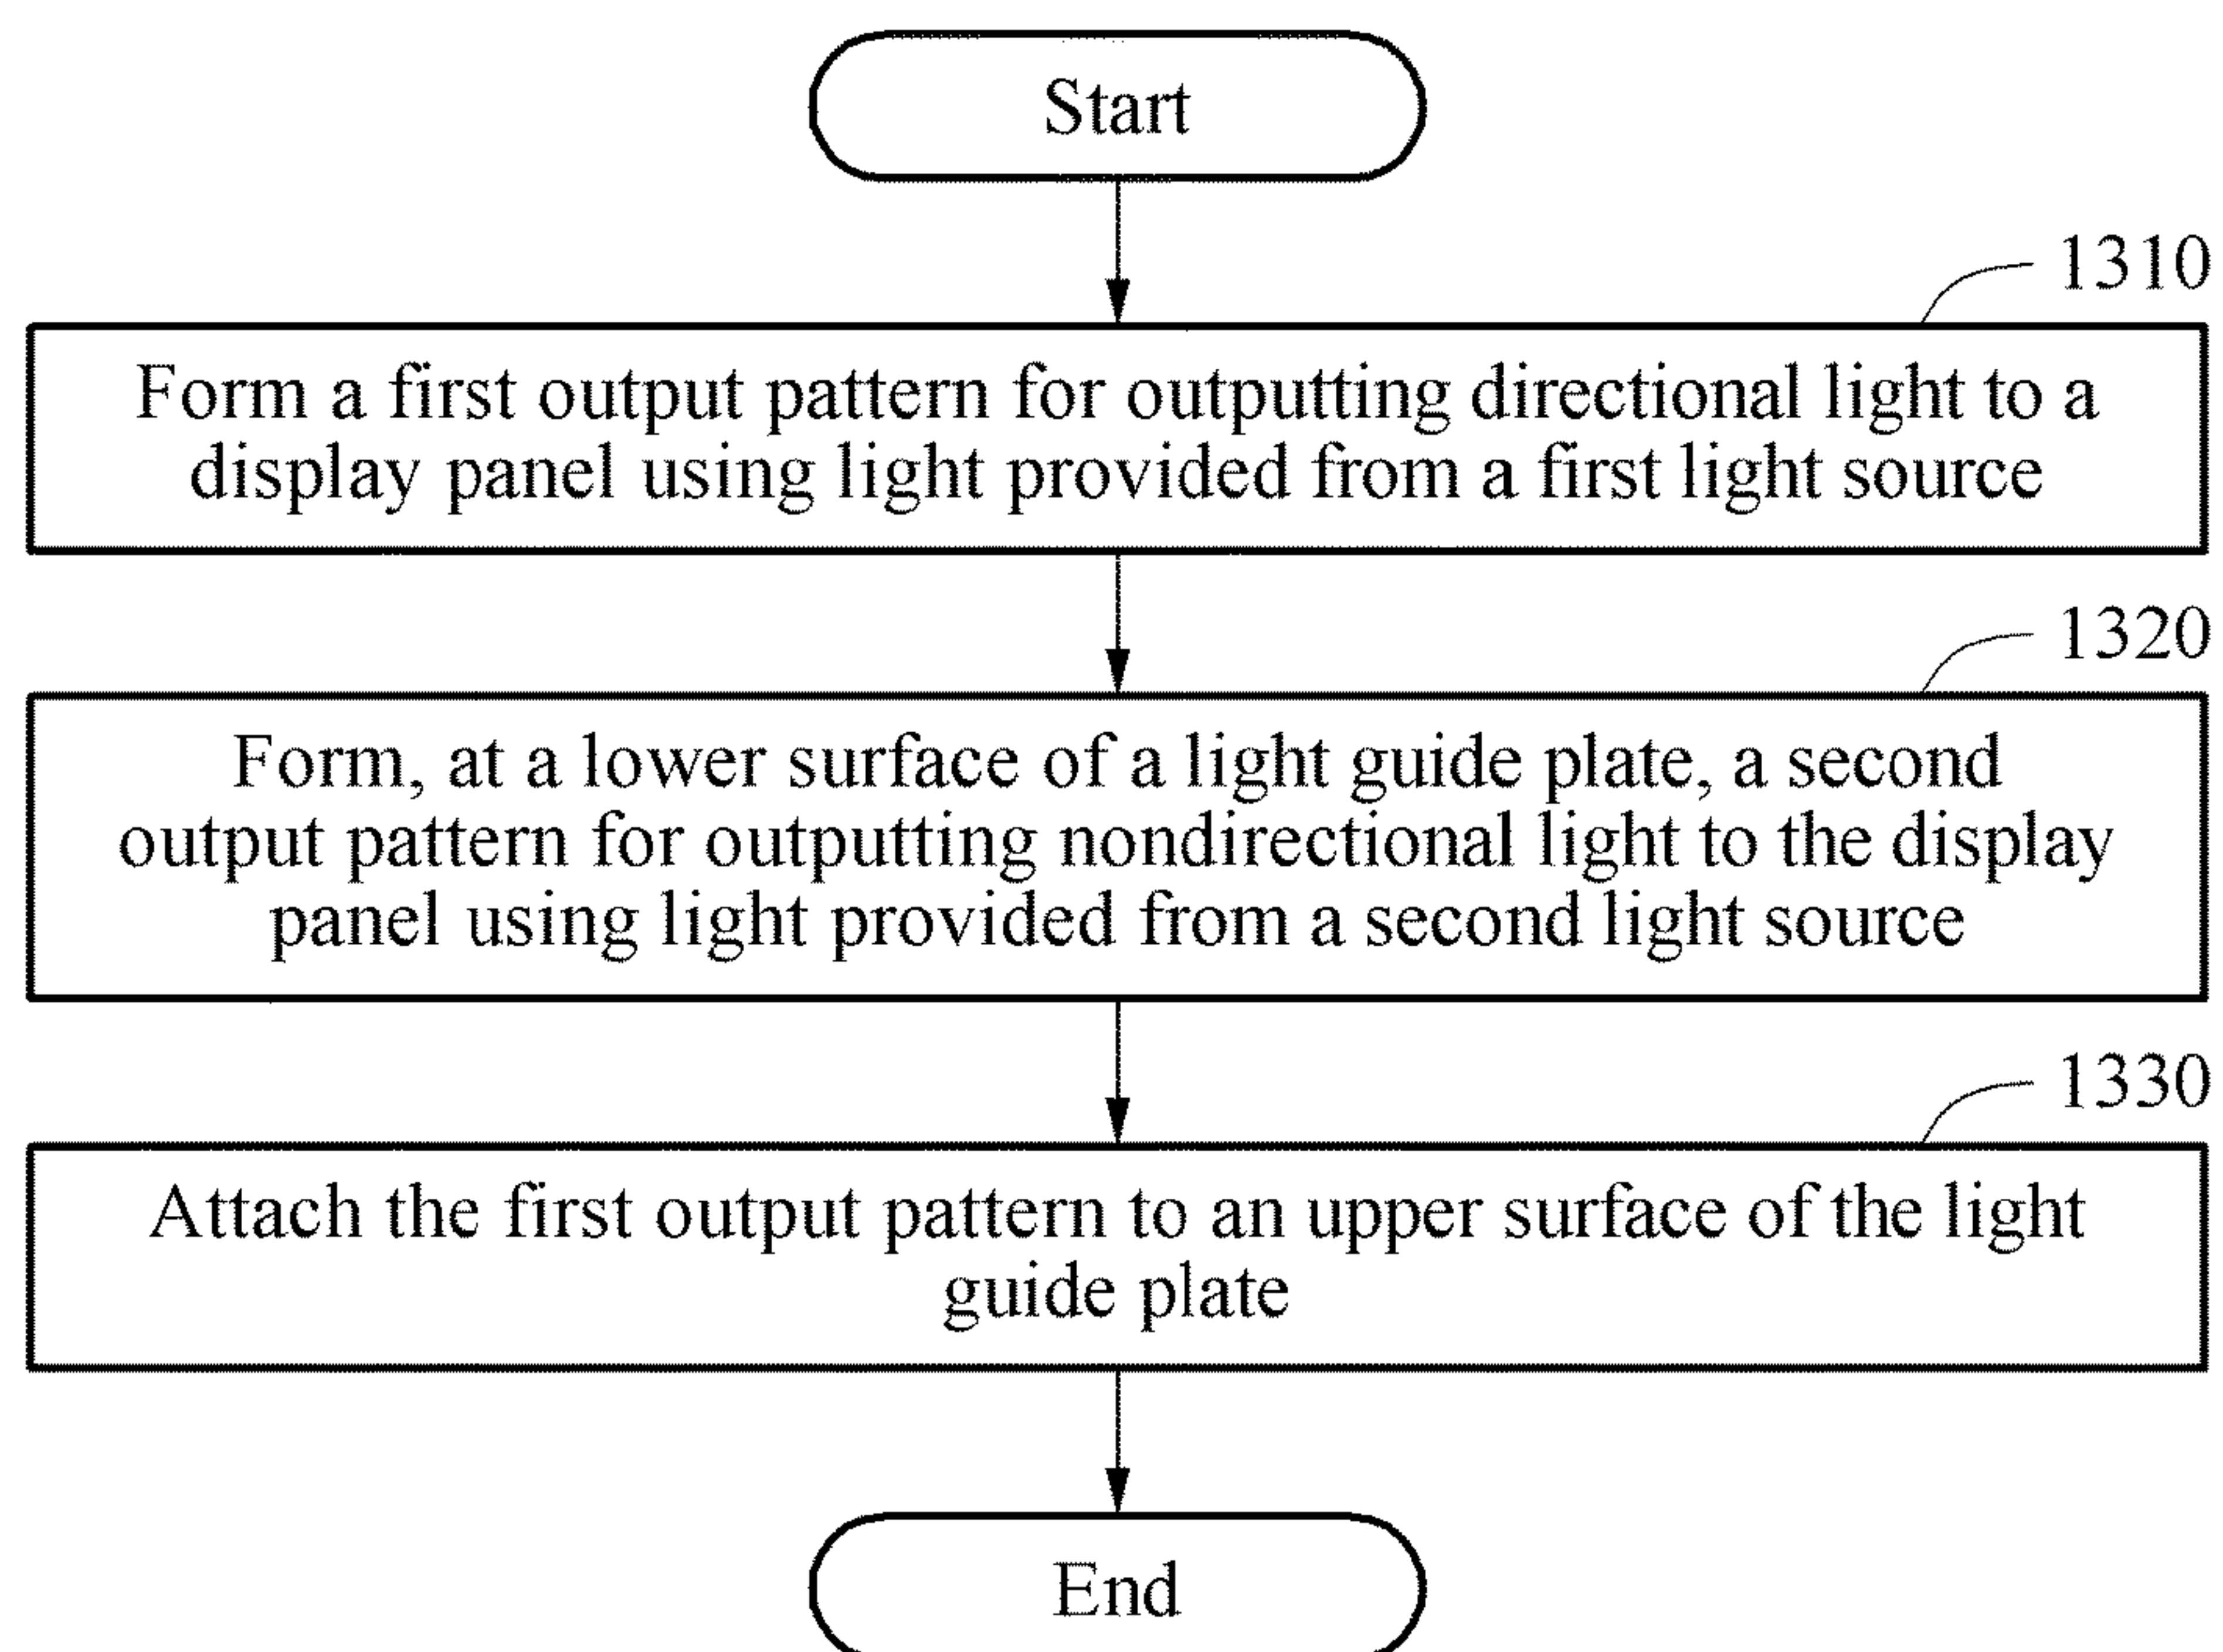 Start
1310
Form a first output pattern for outputting directional light to a
display panel using light provided from a first light source
1320
Form, at a lower surface of a light guide plate, a second
output pattern for outputting nondirectional light to the display
panel using light provided from a second light source
1330
Attach the first output pattern to an upper surface of the light
guide plate
End